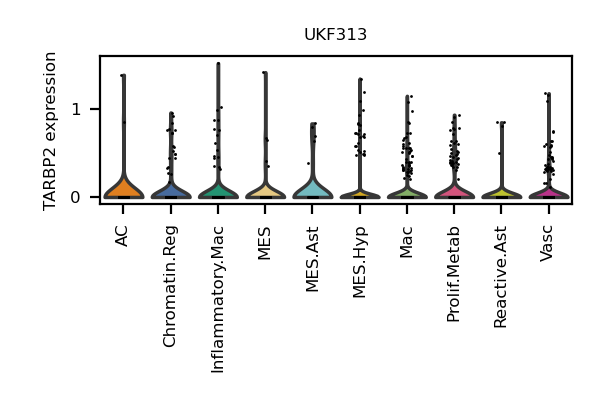 UKF313
TARBP2 expression
1
0
AC
Chromatin.Reg
Inflammatory.Mac
MES
MES.Ast
MES.Hyp
Mac
Prolif.Metab
Reactive.Ast
Vasc